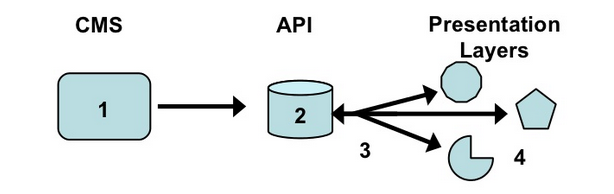 CMS
API
Presentation
Layers
1
2
3
4